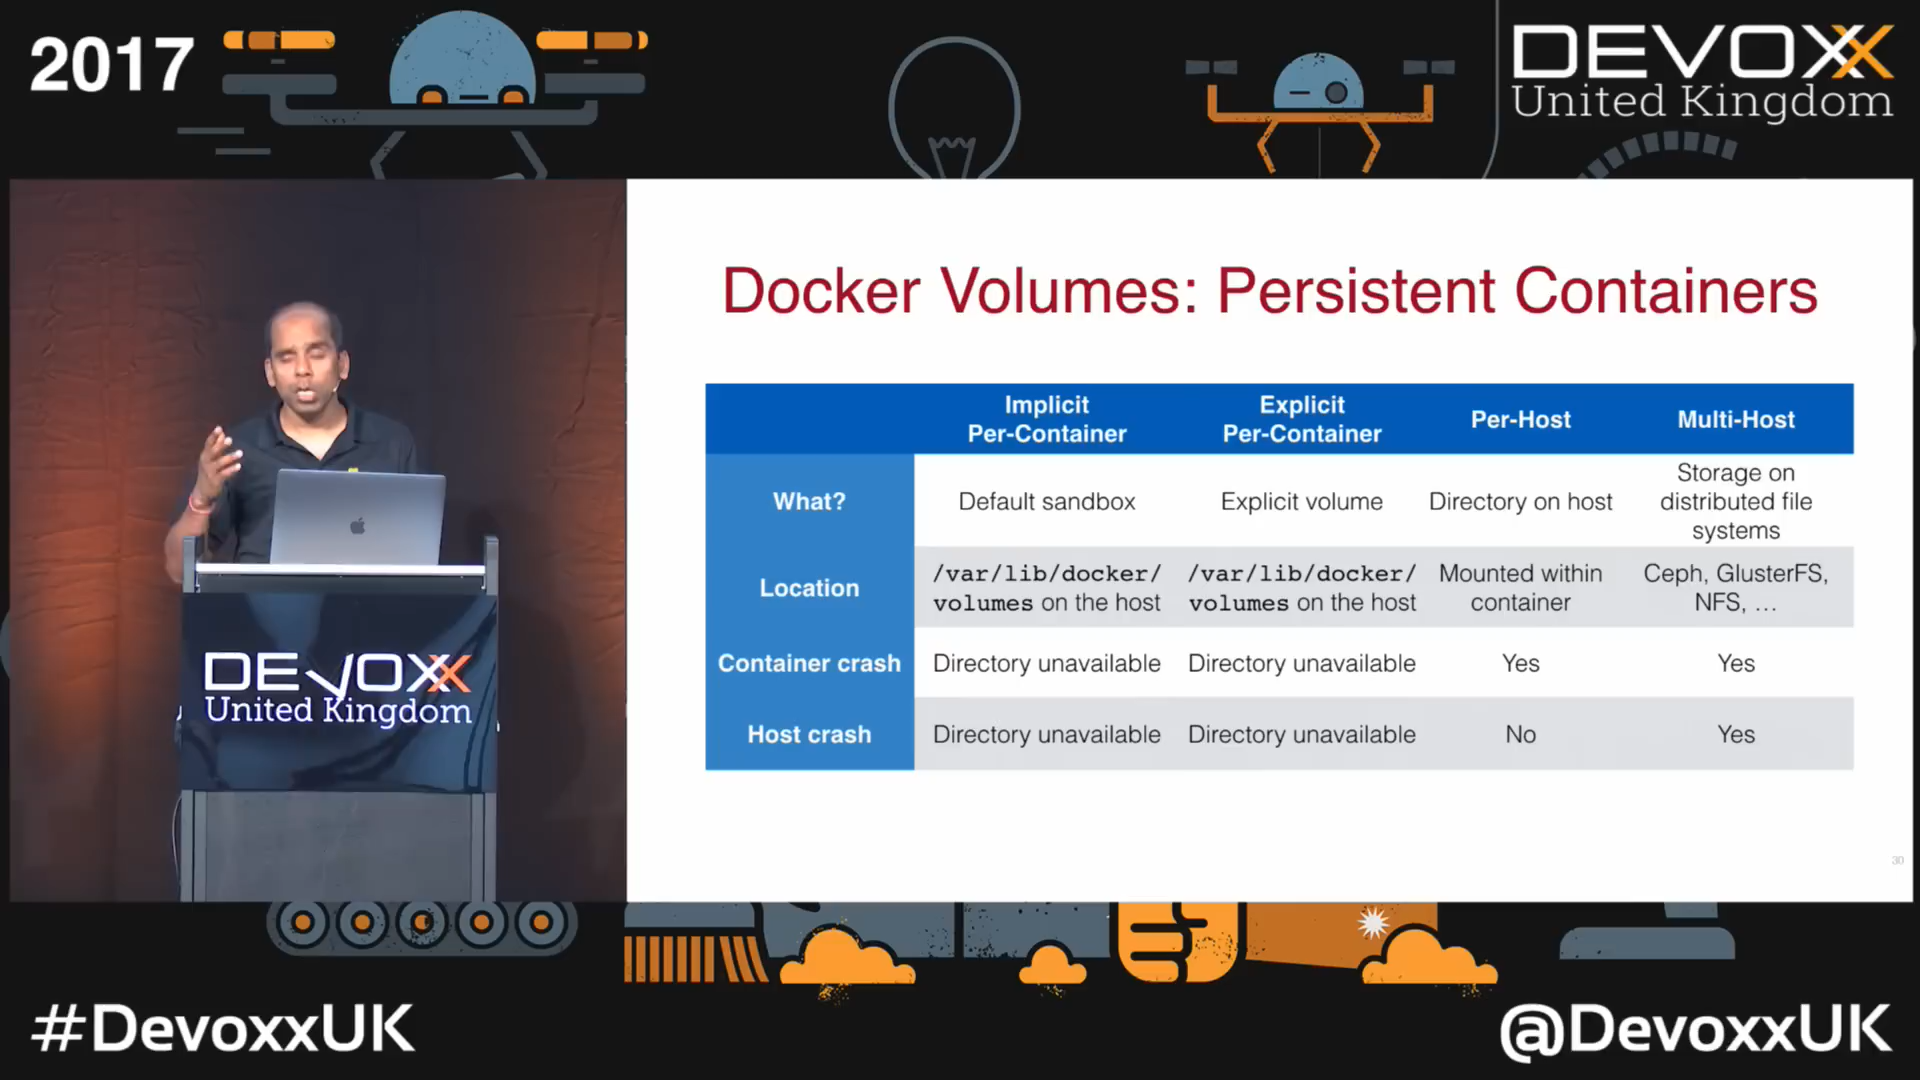 2017
DEVOXX
United Kingdom
DEVOXX
United Kingdom
Docker Volumes: Persistent Containers
Implicit
Per-Container
Explicit
Per-Container
Per-Host
Multi-Host
What?
Default sandbox
Explicit volume
Directory on host
Storage on
distributed file
systems
Location
/var/lib/docker/
volumes on the host
/var/lib/docker/
volumes on the host
Mounted within
container
Ceph, GlusterFS,
NFS, …
Container crash
Directory unavailable
Directory unavailable
Yes
Yes
Host crash
Directory unavailable
Directory unavailable
No
Yes
30
#DevoxxUK
@DevoxxUK